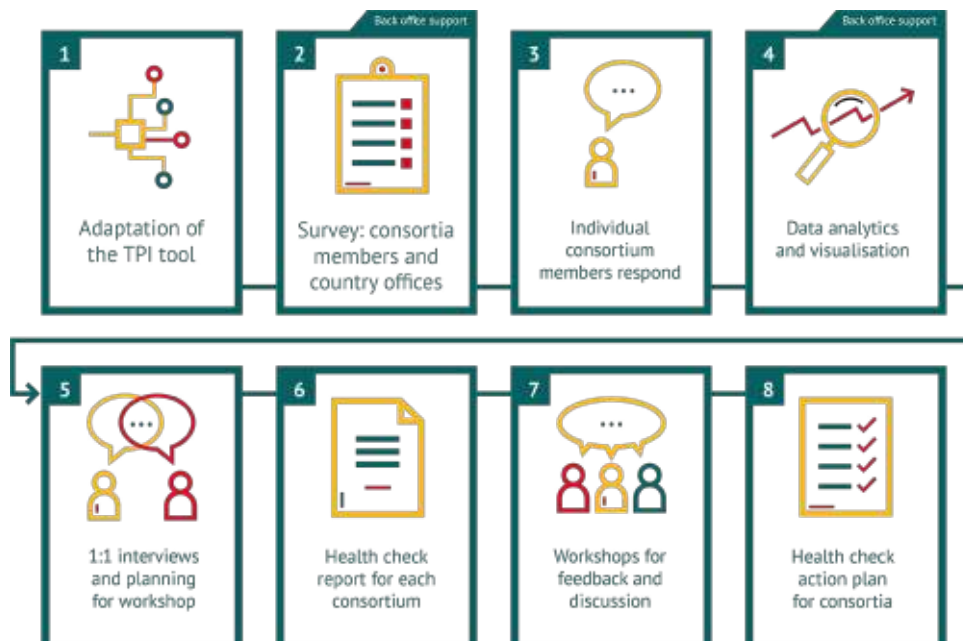 Back office support
Back office support
1
2
3
4
Adaptation of
the TPI tool
Survey: consortia
members and
country offices
Individual
consortium
members respond
Data analytics
and visualisation
5
6
7
8
1:1 interviews
and planning
for workshop
Health check
report for each
consortium
Workshops for
feedback and
discussion
Health check
action plan
for consortia